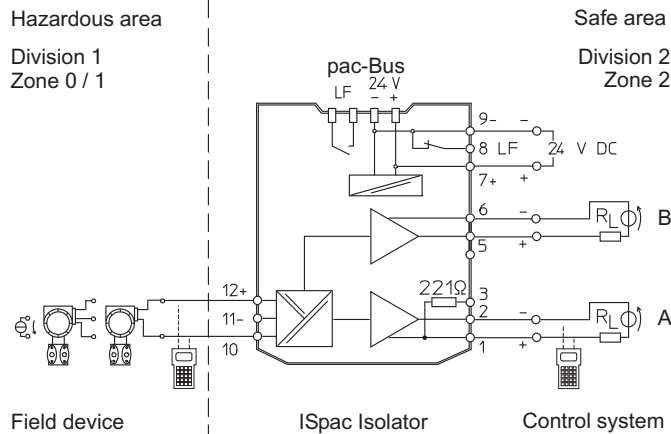 Hazardous area
Safe area
Division 1
Zone 0 / 1
Division 2
Zone 2
pac-Bus
LF
24 V
- +
9- -
8 LF
24 V DC
7+ +
6 -
RL
B
5 +
12+
11-
10
221Ω
3
2 -
RL
A
1 +
Field device
ISpac Isolator
Control system